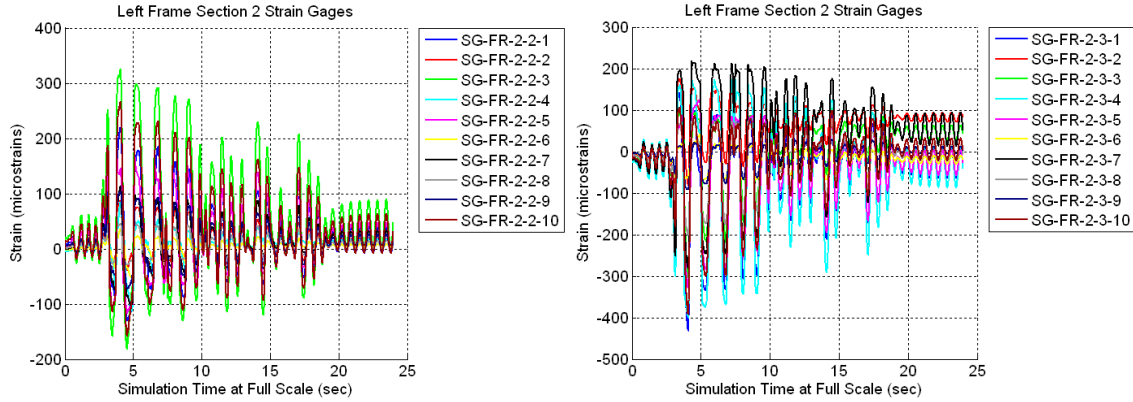 Left Frame Section 2 Strain Gages
400
300
200
100
0
-100
-200
Strain (microstrains)
0 5 10 15 20 25
Simulation Time at Full Scale (sec)
SG-FR-2-2-1
SG-FR-2-2-2
SG-FR-2-2-3
SG-FR-2-2-4
SG-FR-2-2-5
SG-FR-2-2-6
SG-FR-2-2-7
SG-FR-2-2-8
SG-FR-2-2-9
SG-FR-2-2-10
Left Frame Section 2 Strain Gages
300
200
100
0
-100
-200
-300
-400
-500
Strain (microstrains)
0 5 10 15 20 25
Simulation Time at Full Scale (sec)
SG-FR-2-3-1
SG-FR-2-3-2
SG-FR-2-3-3
SG-FR-2-3-4
SG-FR-2-3-5
SG-FR-2-3-6
SG-FR-2-3-7
SG-FR-2-3-8
SG-FR-2-3-9
SG-FR-2-3-10